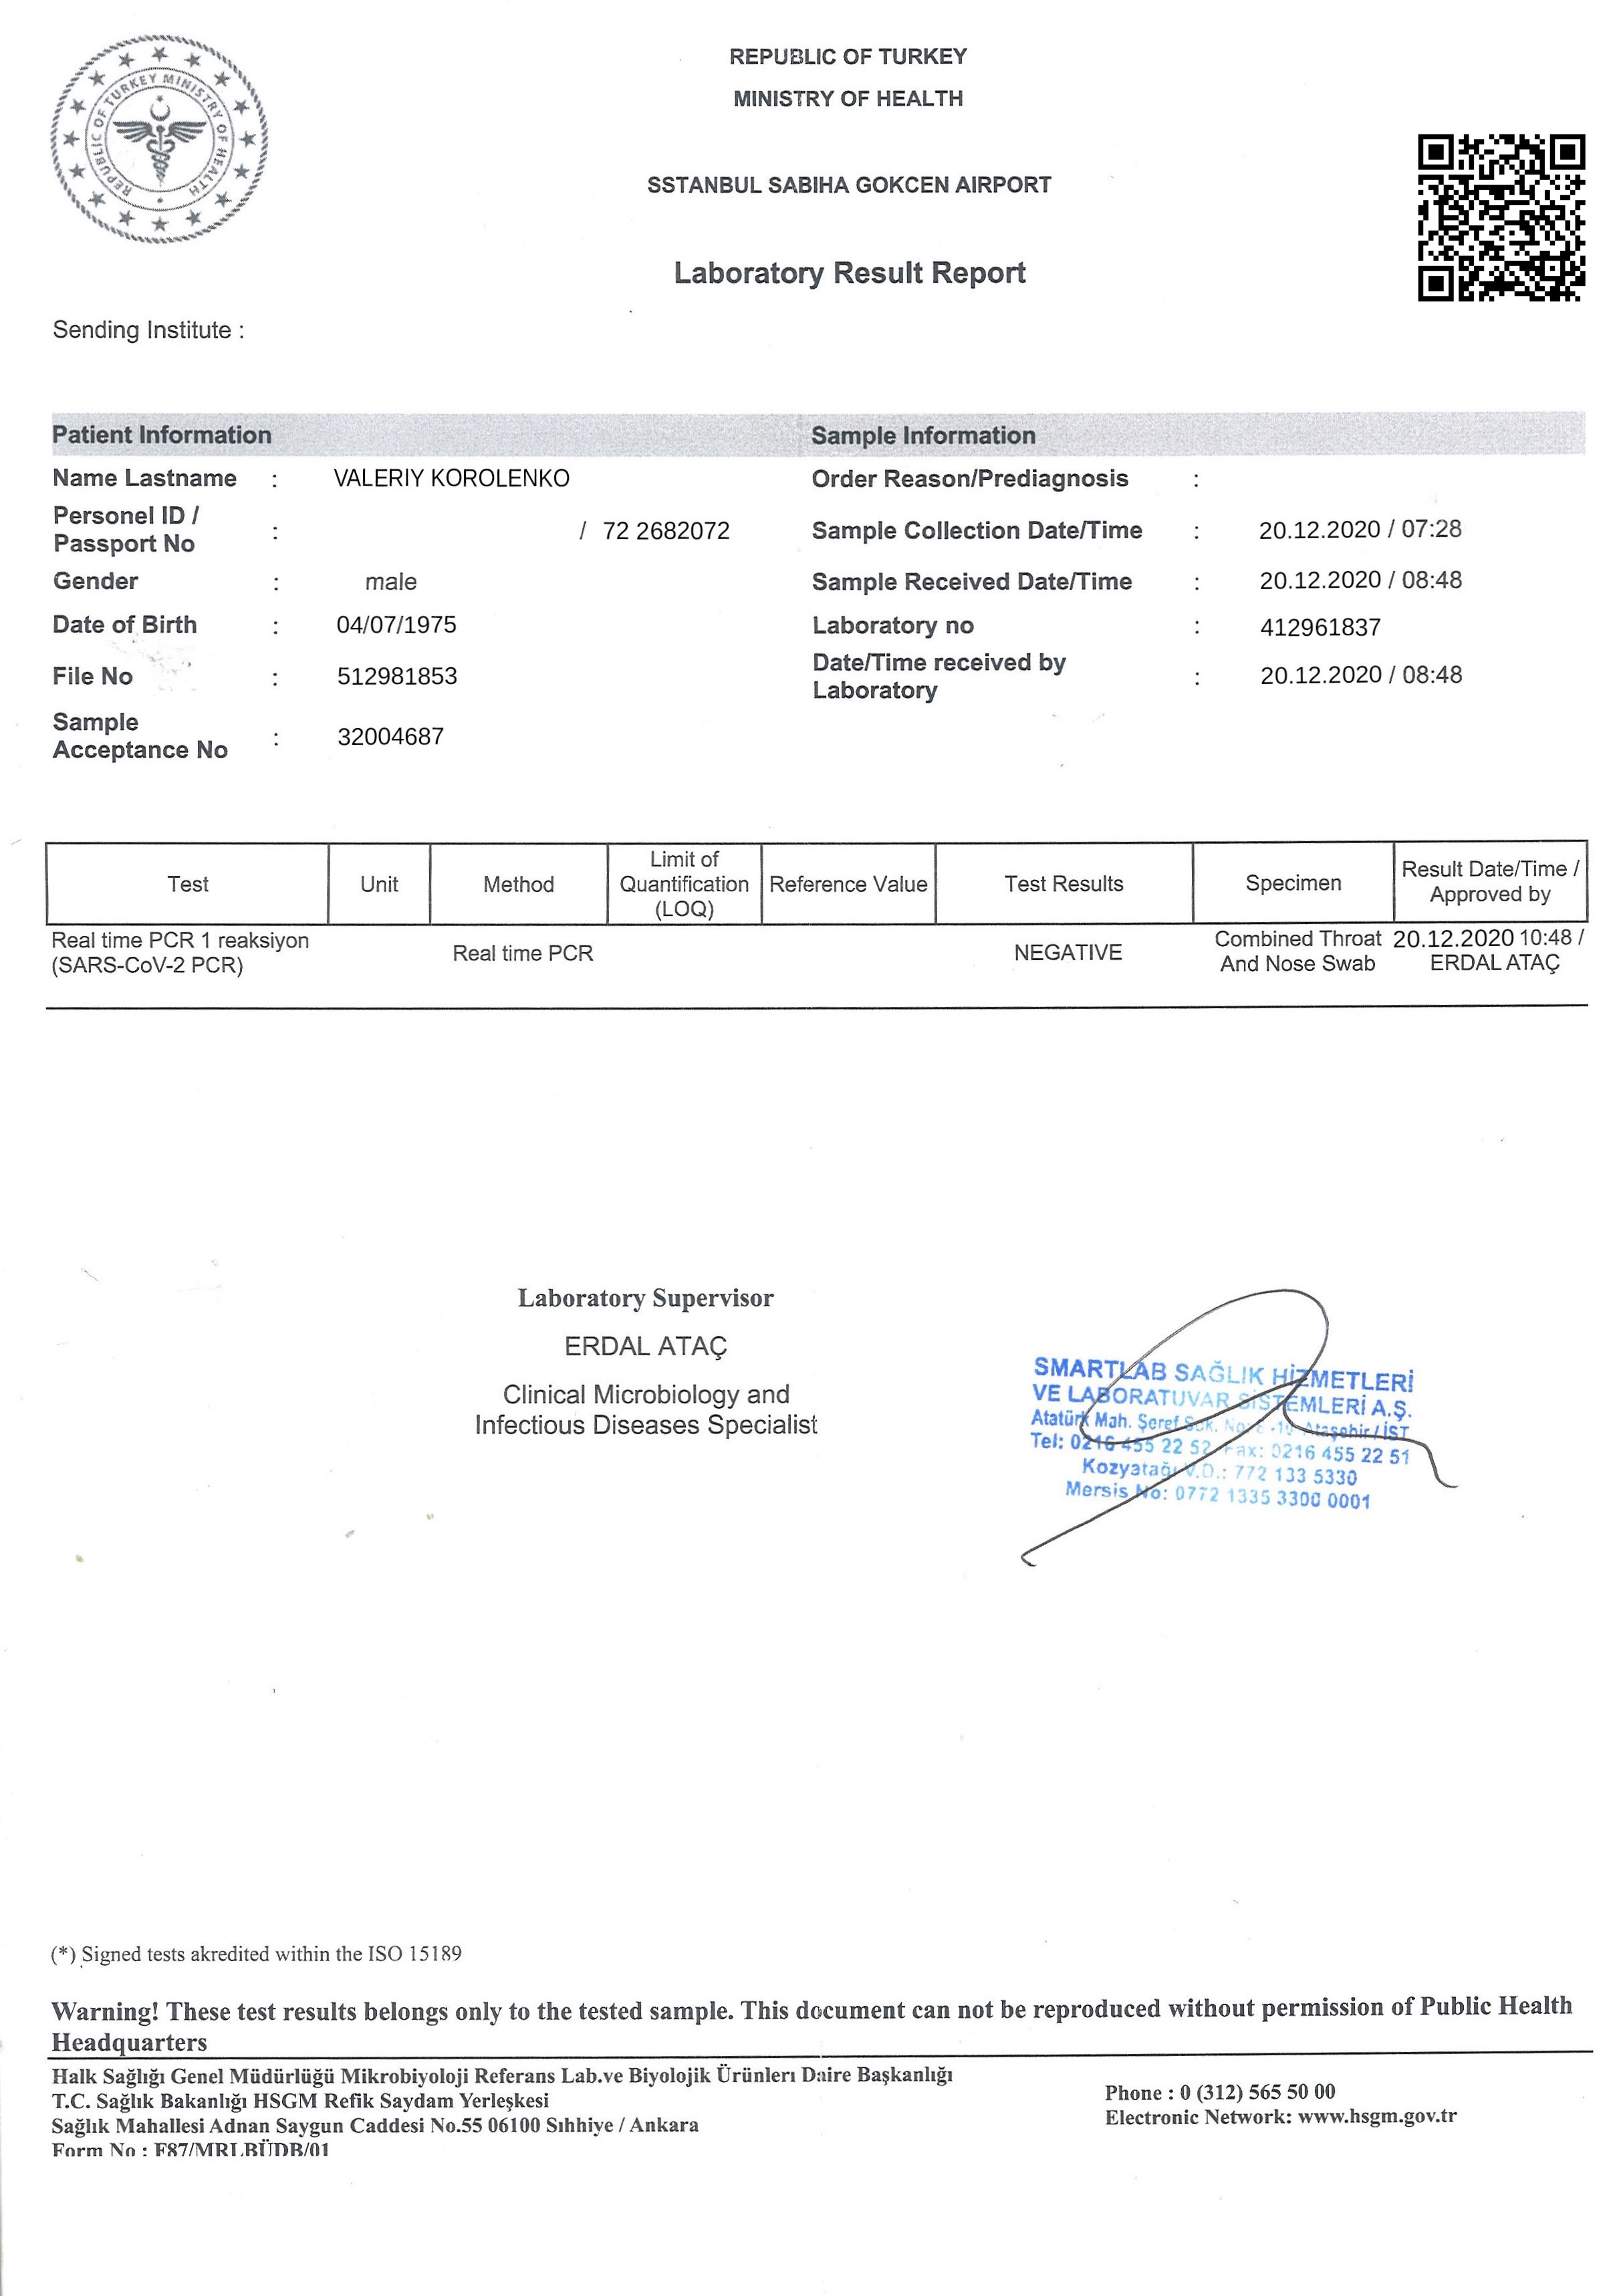 REPUBLIC OF TURKEY MINISTRY OF HEALTH
REPUBLIC OF TURKEY
MINISTRY OF HEALTH
SSTANBUL SABIHA GOKCEN AIRPORT
Laboratory Result Report
Sending Institute :
Patient Information
Name Lastname : VALERIY KOROLENKO
Personel ID /
Passport No : / 72 2682072
Gender : male
Date of Birth : 04/07/1975
File No : 512981853
Sample
Acceptance No : 32004687
Sample Information
Order Reason/Prediagnosis :
Sample Collection Date/Time : 20.12.2020 / 07:28
Sample Received Date/Time : 20.12.2020 / 08:48
Laboratory no : 412961837
Date/Time received by
Laboratory : 20.12.2020 / 08:48
Test
Unit
Method
Limit of
Quantification
(LOQ)
Reference Value
Test Results
Specimen
Result Date/Time /
Approved by
Real time PCR 1 reaksiyon
(SARS-CoV-2 PCR)
Real time PCR
NEGATIVE
Combined Throat
And Nose Swab
20.12.2020 10:48 /
ERDAL ATAÇ
Laboratory Supervisor
ERDAL ATAÇ
Clinical Microbiology and
Infectious Diseases Specialist
SMARTLAB SAĞLIK HİZMETLERİ
VE LABORATUVAR SİSTEMLERİ A.Ş.
Atatürk Mah. Şeref Sok. Ataşehir / İST
Tel: 0216 455 22 52 Fax: 0216 455 22 51
Kozyatağı V.D.: 772 133 5330
Mersis No: 0772 1335 3300 0001
(*) Signed tests akredited within the ISO 15189
Warning! These test results belongs only to the tested sample. This document can not be reproduced without permission of Public Health
Headquarters
Halk Sağlığı Genel Müdürlüğü Mikrobiyoloji Referans Lab.ve Biyolojik Ürünleri Daire Başkanlığı
T.C. Sağlık Bakanlığı HSGM Refik Saydam Yerleşkesi
Sağlık Mahallesi Adnan Saygun Caddesi No.55 06100 Sıhhiye / Ankara
Form No : F87/MRLBÜDB/01
Phone : 0 (312) 565 50 00
Electronic Network: www.hsgm.gov.tr